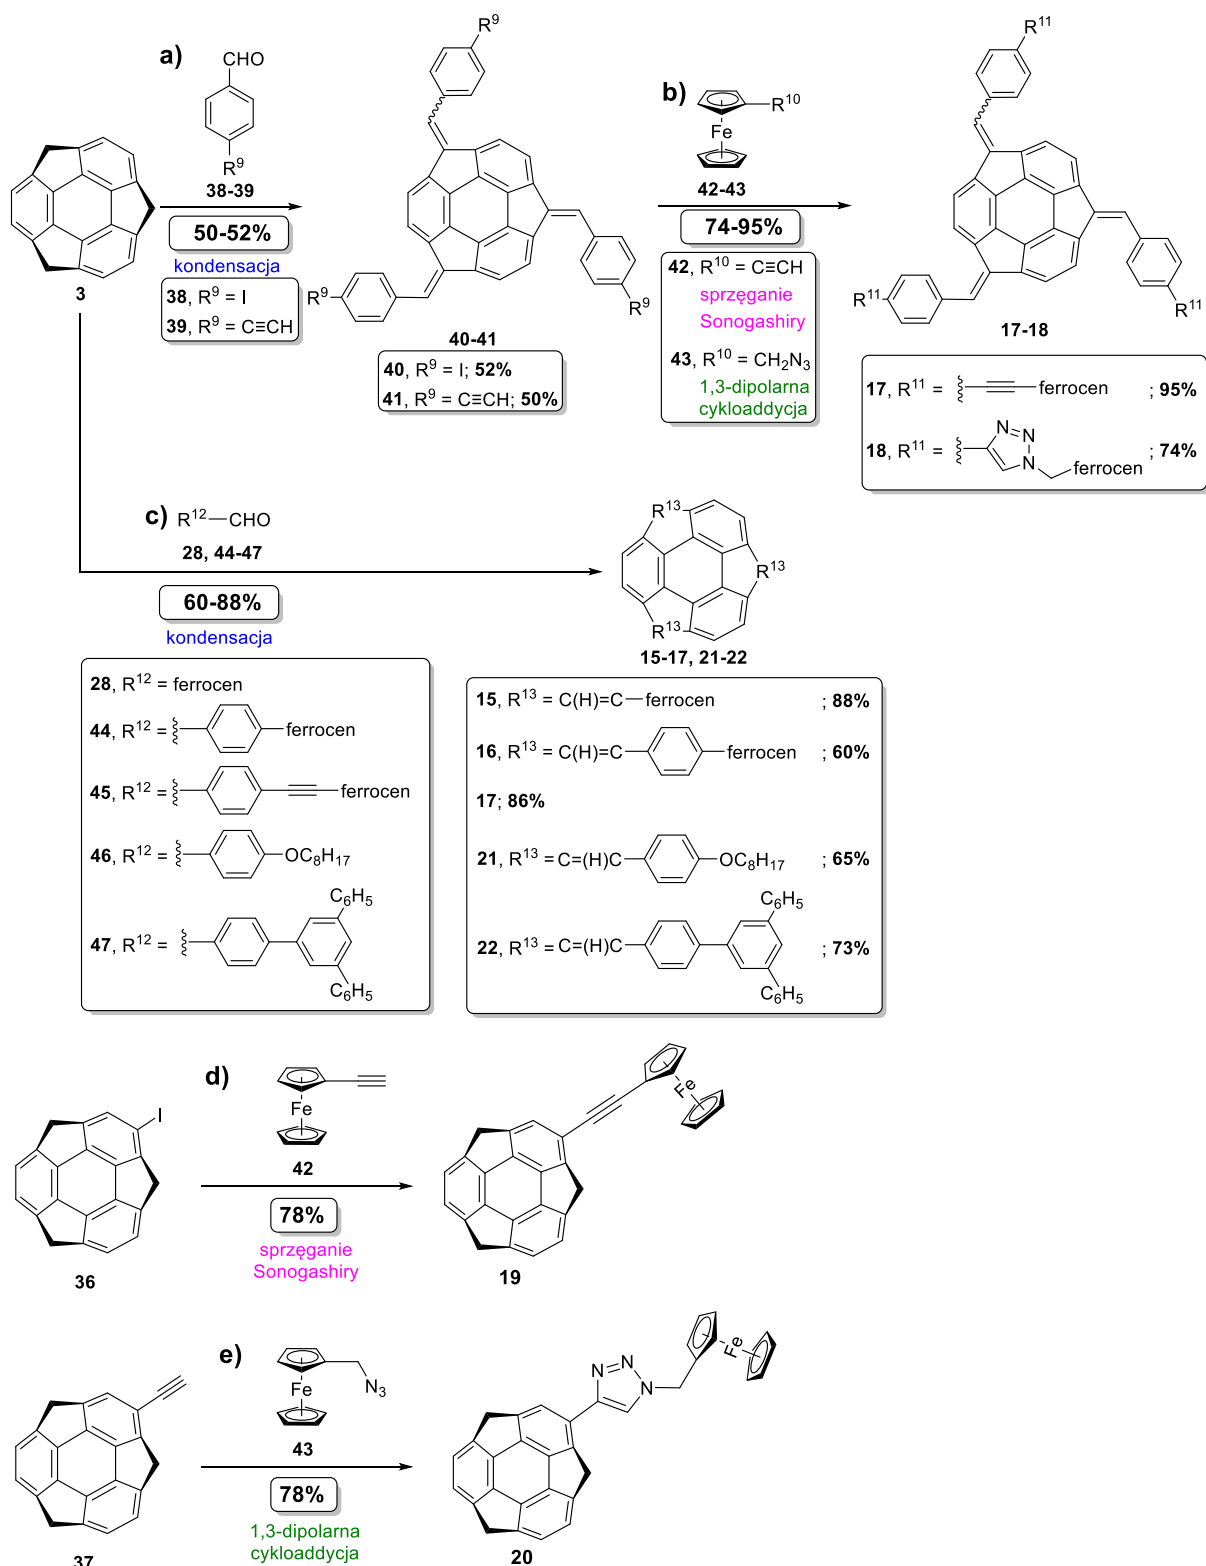 a)
CHO
R⁹
38-39
50-52%
kondensacja
38, R⁹ = I
39, R⁹ = C≡CH
3
R⁹
R⁹
R⁹
40-41
40, R⁹ = I; 52%
41, R⁹ = C≡CH; 50%
b)
R¹⁰
Fe
42-43
74-95%
42, R¹⁰ = C≡CH
sprzęganie
Sonogashiry
43, R¹⁰ = CH₂N₃
1,3-dipolarna
cykloaddycja
R¹¹
R¹¹
R¹¹
17-18
17, R¹¹ = ferrocen ; 95%
18, R¹¹ = N N N ferrocen ; 74%
c) R¹²—CHO
28, 44-47
60-88%
kondensacja
R¹³
R¹³
R¹³
15-17, 21-22
28, R¹² = ferrocen
44, R¹² = ferrocen
45, R¹² = ferrocen
46, R¹² = OC₈H₁₇
C₆H₅
47, R¹² =
C₆H₅
15, R¹³ = C(H)=C—ferrocen ; 88%
16, R¹³ = C(H)=C ferrocen ; 60%
17; 86%
21, R¹³ = C=(H)C OC₈H₁₇ ; 65%
C₆H₅
22, R¹³ = C=(H)C ; 73%
C₆H₅
d)
I
36
Fe
42
78%
sprzęganie
Sonogashiry
Fe
19
e)
37
Fe
N₃
43
78%
1,3-dipolarna
cykloaddycja
N N
N
Fe
20